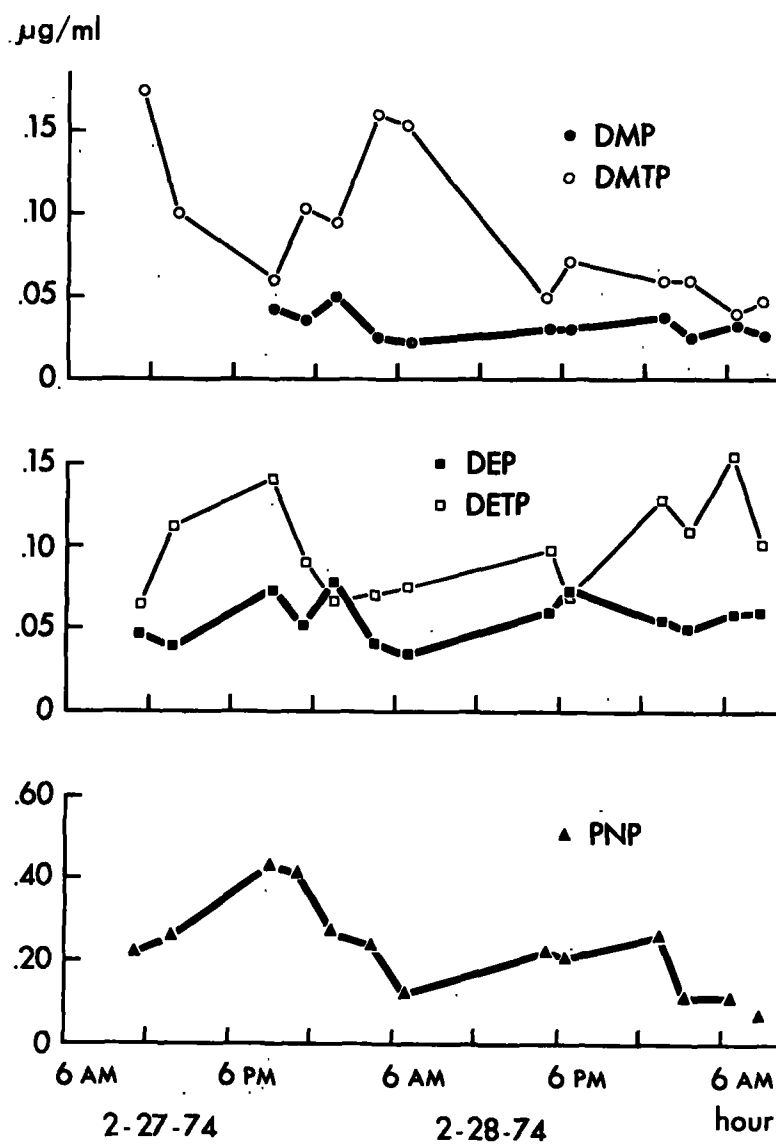 µg/ml
.15
.10
.05
0
DMP
DMTP
.15
.10
.05
0
DEP
DETP
.60
.40
.20
0
PNP
6 AM 6 PM 6 AM 6 PM 6 AM
2-27-74 2-28-74 hour